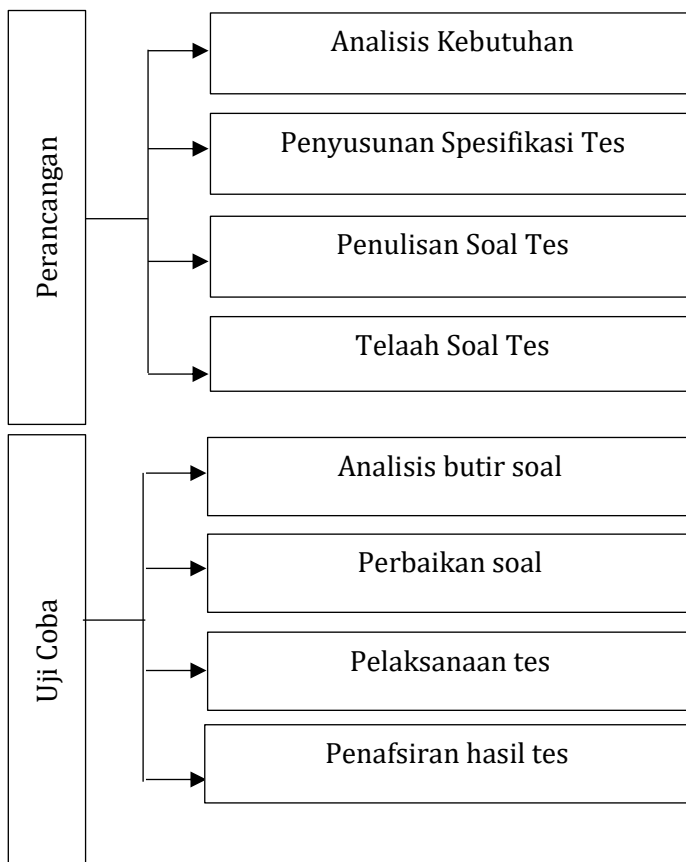 Perancangan
Analisis Kebutuhan
Penyusunan Spesifikasi Tes
Penulisan Soal Tes
Telaah Soal Tes
Uji Coba
Analisis butir soal
Perbaikan soal
Pelaksanaan tes
Penafsiran hasil tes